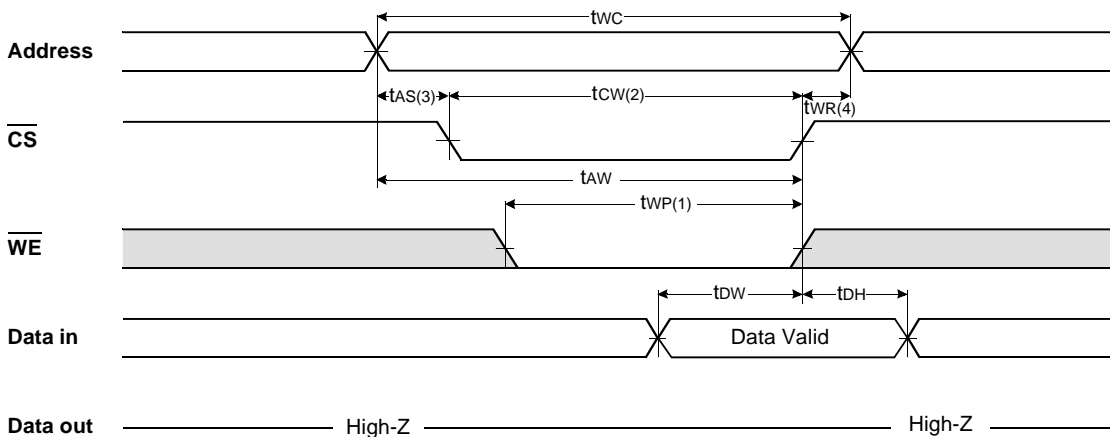 tWC
Address
tAS(3)
tCW(2)
tWR(4)
CS
tAW
tWP(1)
WE
tDW
tDH
Data in
Data Valid
Data out
High-Z
High-Z